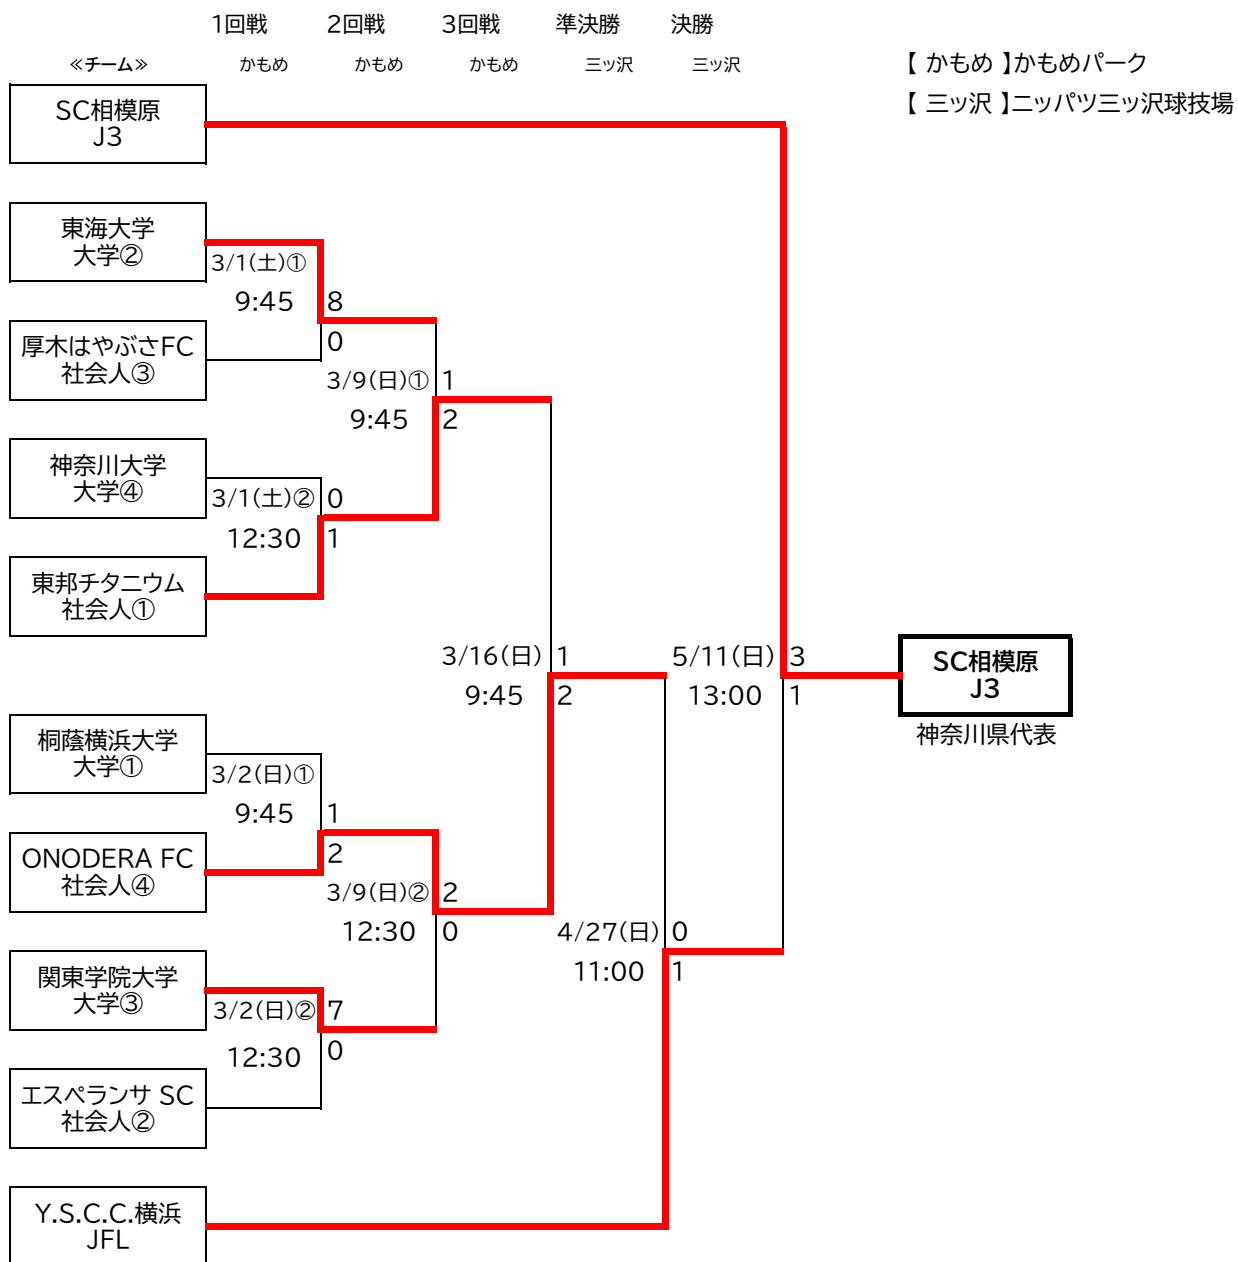 1回戦 2回戦 3回戦 準決勝 決勝
≪チーム≫ かもめ かもめ かもめ 三ッ沢 三ッ沢
【 かもめ 】かもめパーク
【 三ッ沢 】ニッパツ三ッ沢球技場
SC相模原
J3
東海大学
大学②
3/1(土)①
9:45 8
0
厚木はやぶさFC
社会人③
3/9(日)① 1
9:45 2
神奈川大学
大学④
3/1(土)② 0
12:30 1
東邦チタニウム
社会人①
3/16(日) 1
9:45 2
5/11(日) 3
13:00 1
SC相模原
J3
神奈川県代表
桐蔭横浜大学
大学①
3/2(日)①
9:45 1
2
ONODERA FC
社会人④
3/9(日)② 2
12:30 0
4/27(日) 0
11:00 1
関東学院大学
大学③
3/2(日)② 7
12:30 0
エスペランサ SC
社会人②
Y.S.C.C.横浜
JFL